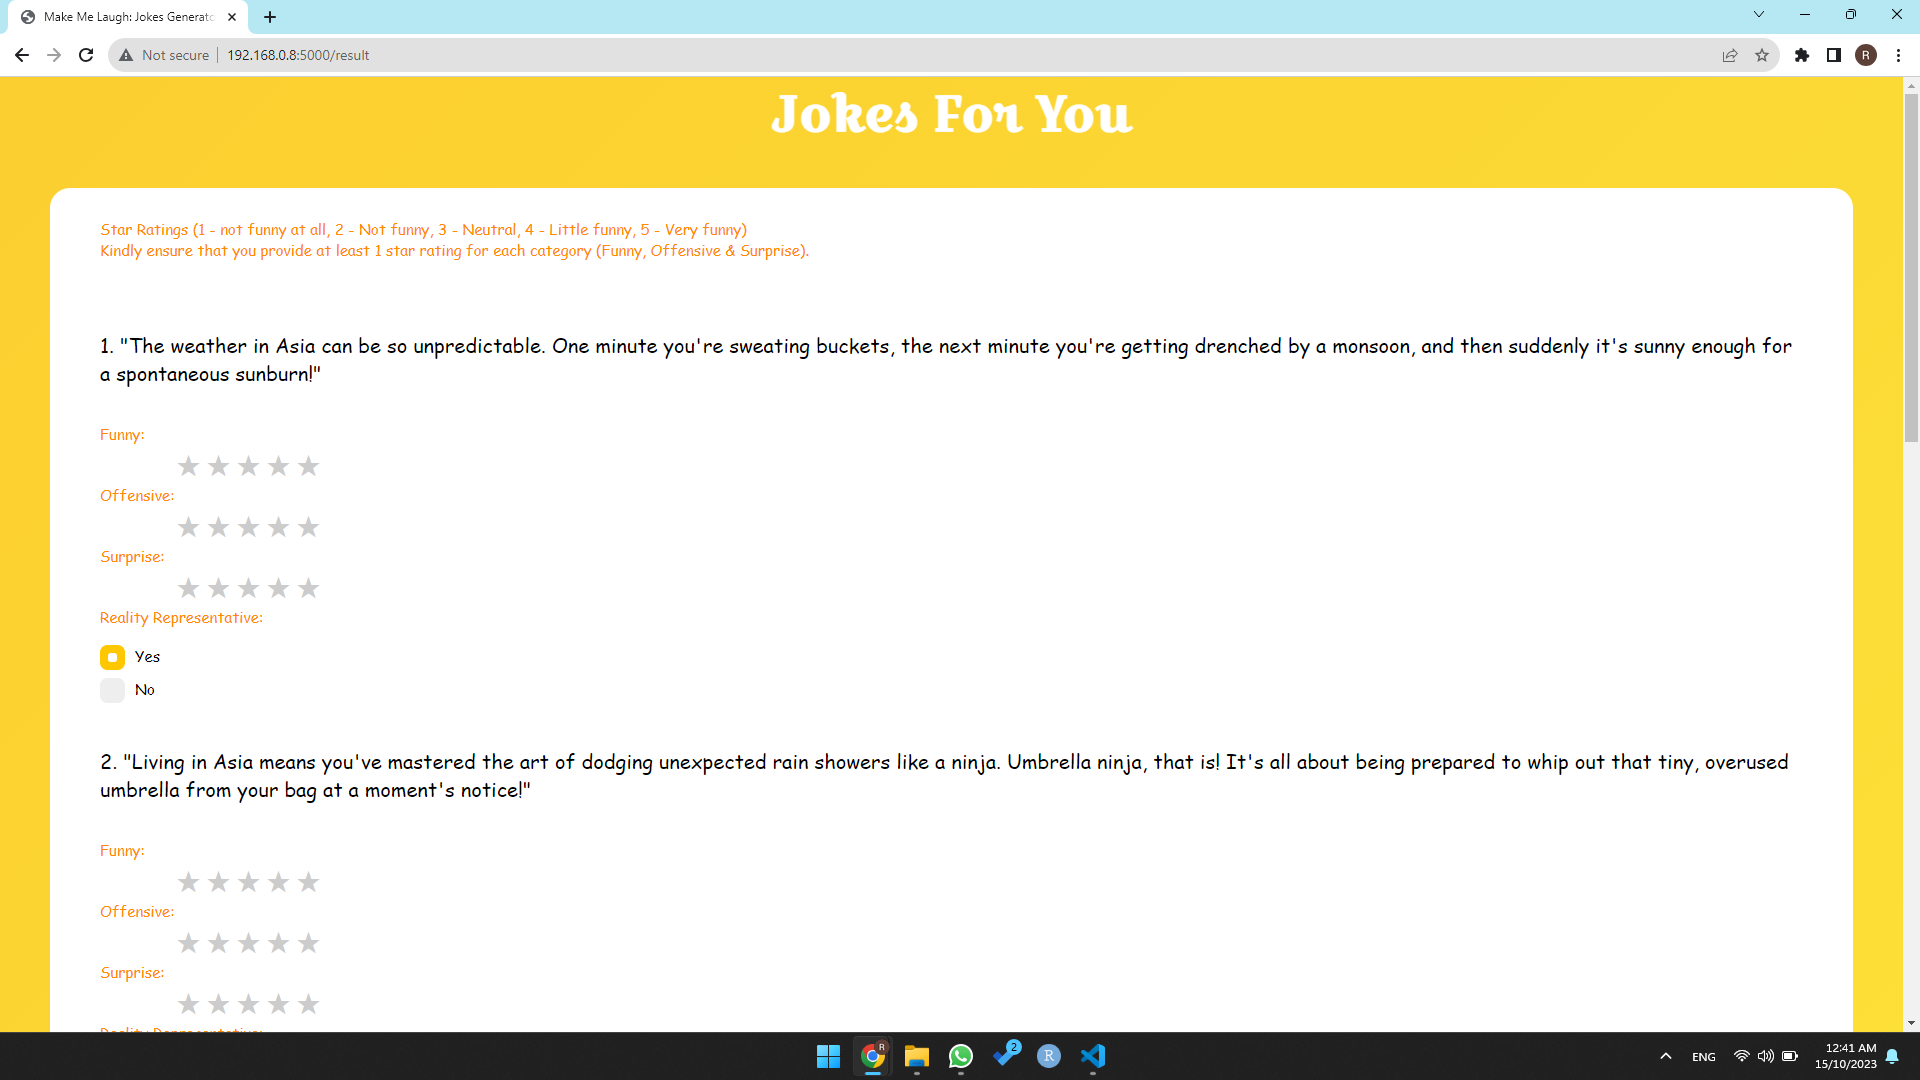 Make Me Laugh: Jokes Generato
Not secure
192.168.0.8:5000/result
R
Jokes For You
Star Ratings (1 - not funny at all, 2 - Not funny, 3 - Neutral, 4 - Little funny, 5 - Very funny)
Kindly ensure that you provide at least 1 star rating for each category (Funny, Offensive & Surprise).
1. "The weather in Asia can be so unpredictable. One minute you're sweating buckets, the next minute you're getting drenched by a monsoon, and then suddenly it's sunny enough for
a spontaneous sunburn!"
Funny:
Offensive:
Surprise:
Reality Representative:
Yes
No
2. "Living in Asia means you've mastered the art of dodging unexpected rain showers like a ninja. Umbrella ninja, that is! It's all about being prepared to whip out that tiny, overused
umbrella from your bag at a moment's notice!"
Funny:
Offensive:
Surprise:
Reality Representative:
R
2
R
ENG
12:41 AM
15/10/2023